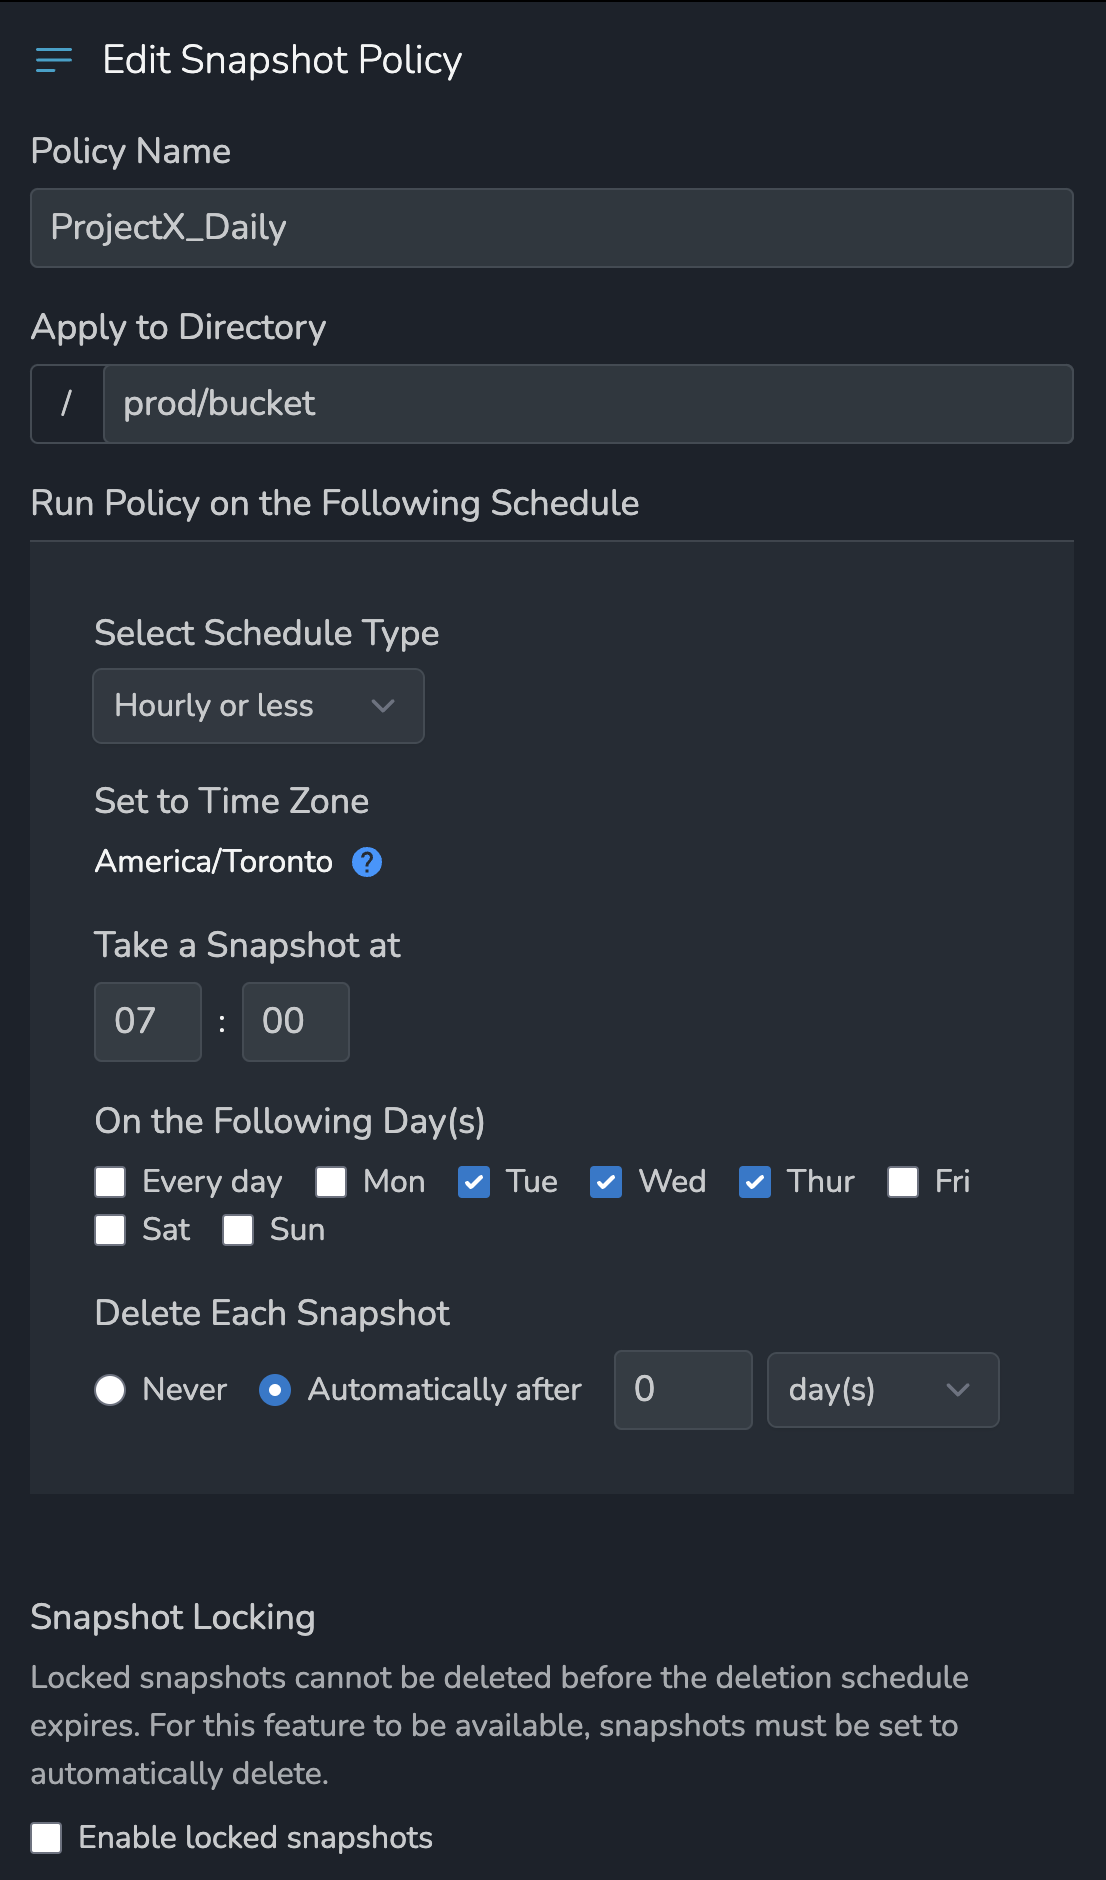 Edit Snapshot Policy
Policy Name
ProjectX_Daily
Apply to Directory
/ prod/bucket
Run Policy on the Following Schedule
Select Schedule Type
Hourly or less
Set to Time Zone
America/Toronto ?
Take a Snapshot at
07 : 00
On the Following Day(s)
Every day Mon Tue Wed Thur Fri
Sat Sun
Delete Each Snapshot
Never Automatically after 0 day(s)
Snapshot Locking
Locked snapshots cannot be deleted before the deletion schedule
expires. For this feature to be available, snapshots must be set to
automatically delete.
Enable locked snapshots